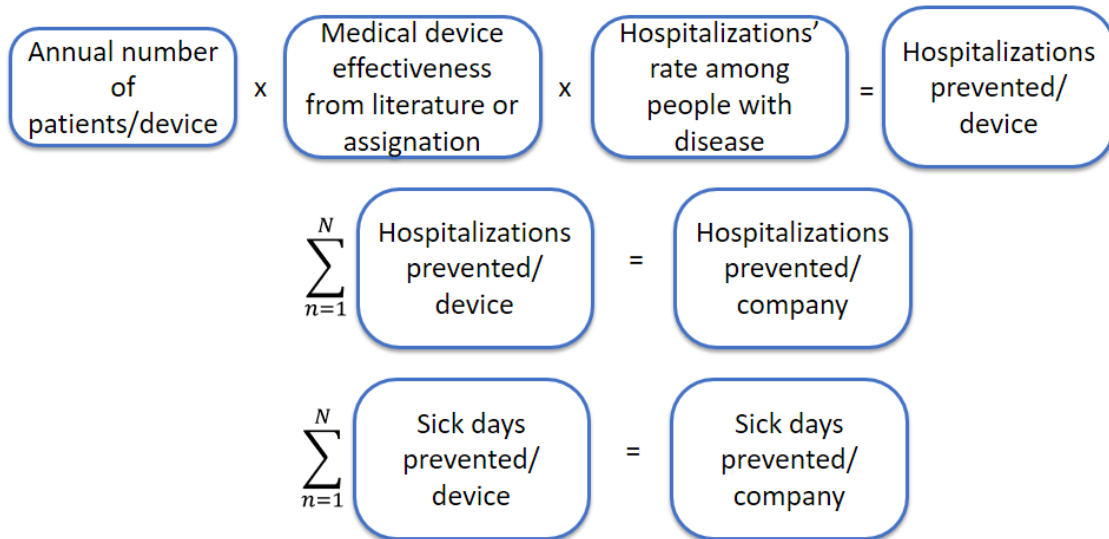 Annual number
of
patients/device
x
Medical device
effectiveness
from literature or
assignation
x
Hospitalizations’
rate among
people with
disease
=
Hospitalizations
prevented/
device
N
∑
n=1
Hospitalizations
prevented/
device
=
Hospitalizations
prevented/
company
N
∑
n=1
Sick days
prevented/
device
=
Sick days
prevented/
company